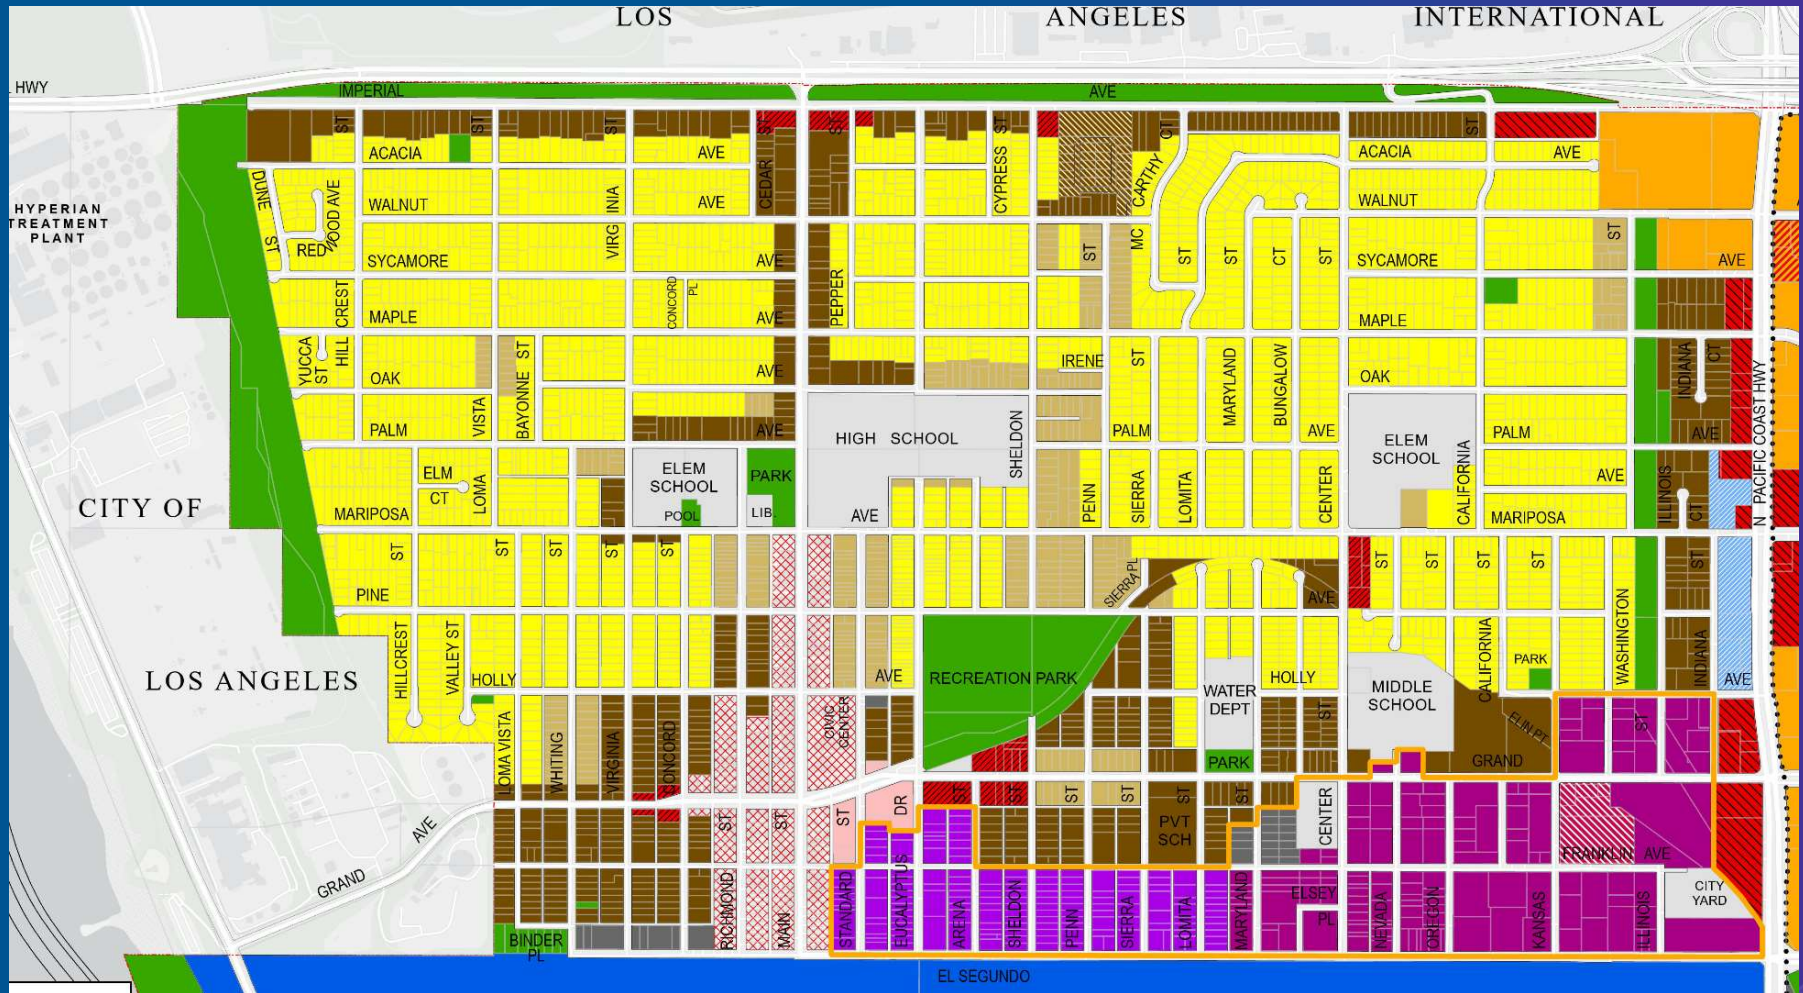 LOS ANGELES INTERNATIONAL
HWY
IMPERIAL AVE
ST ST ST ST ST ST CT ST
ACACIA AVE ACACIA AVE
CEDAR
CYPRESS
MC CARTHY
DUNE ST
RED WOOD AVE
WALNUT AVE WALNUT
VIRG INIA
HYPERIAN
TREATMENT
PLANT
ST ST ST CT ST ST
SYCAMORE AVE SYCAMORE AVE
CONCORD PL
PEPPER
HILL CREST
MAPLE AVE MAPLE
YUCCA ST
BAYONNE ST
IRENE
ST
MARYLAND
BUNGALOW
INDIANA CT
OAK AVE OAK
N PACIFIC COAST HWY
PALM VISTA AVE PALM AVE PALM AVE
HIGH SCHOOL
SHELDON
ELEM
SCHOOL
CALIFORNIA
ELM CT
LOMA
ELEM
SCHOOL
POOL
PARK
LIB.
AVE
ILLINOIS CT
CITY OF
MARIPOSA AVE
PENN
SIERRA
LOMITA
CENTER
MARIPOSA
ST ST ST ST ST ST ST ST ST ST
SIERRA PL
PINE AVE
WASHINGTON
HILLCREST
VALLEY ST
CALIFORNIA
INDIANA
LOS ANGELES
HOLLY AVE
RECREATION PARK
WATER
DEPT
HOLLY
MIDDLE
SCHOOL
PARK
AVE
LOMA VISTA
WHITING
VIRGINIA
CONCORD
CIVIC
CENTER
ST
ELIN PT
ST
PARK
GRAND
AVE
GRAND
ST ST ST DR ST ST ST ST ST ST
PVT
SCH
CENTER
FRANKLIN AVE
CITY
YARD
RICHMOND
MAIN
STANDARD
EUCALYPTUS
ARENA
SHELDON
PENN
SIERRA
LOMITA
MARYLAND
ELSEY PL
NEVADA
OREGON
KANSAS
ILLINOIS
BINDER
PL
EL SEGUNDO